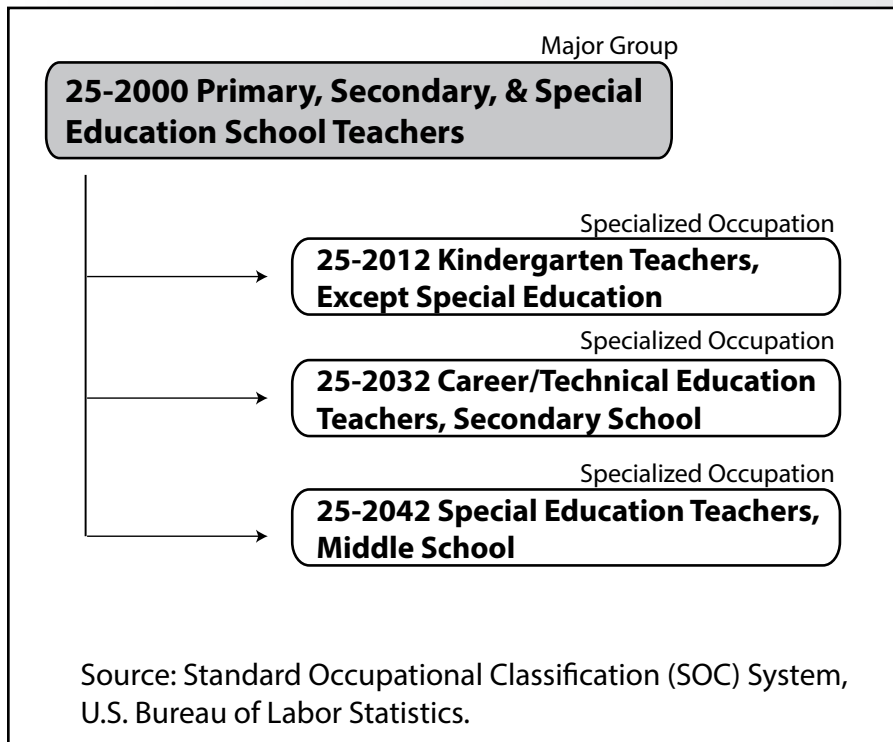 Major Group
25-2000 Primary, Secondary, & Special
Education School Teachers
Specialized Occupation
25-2012 Kindergarten Teachers,
Except Special Education
Specialized Occupation
25-2032 Career/Technical Education
Teachers, Secondary School
Specialized Occupation
25-2042 Special Education Teachers,
Middle School
Source: Standard Occupational Classification (SOC) System,
U.S. Bureau of Labor Statistics.